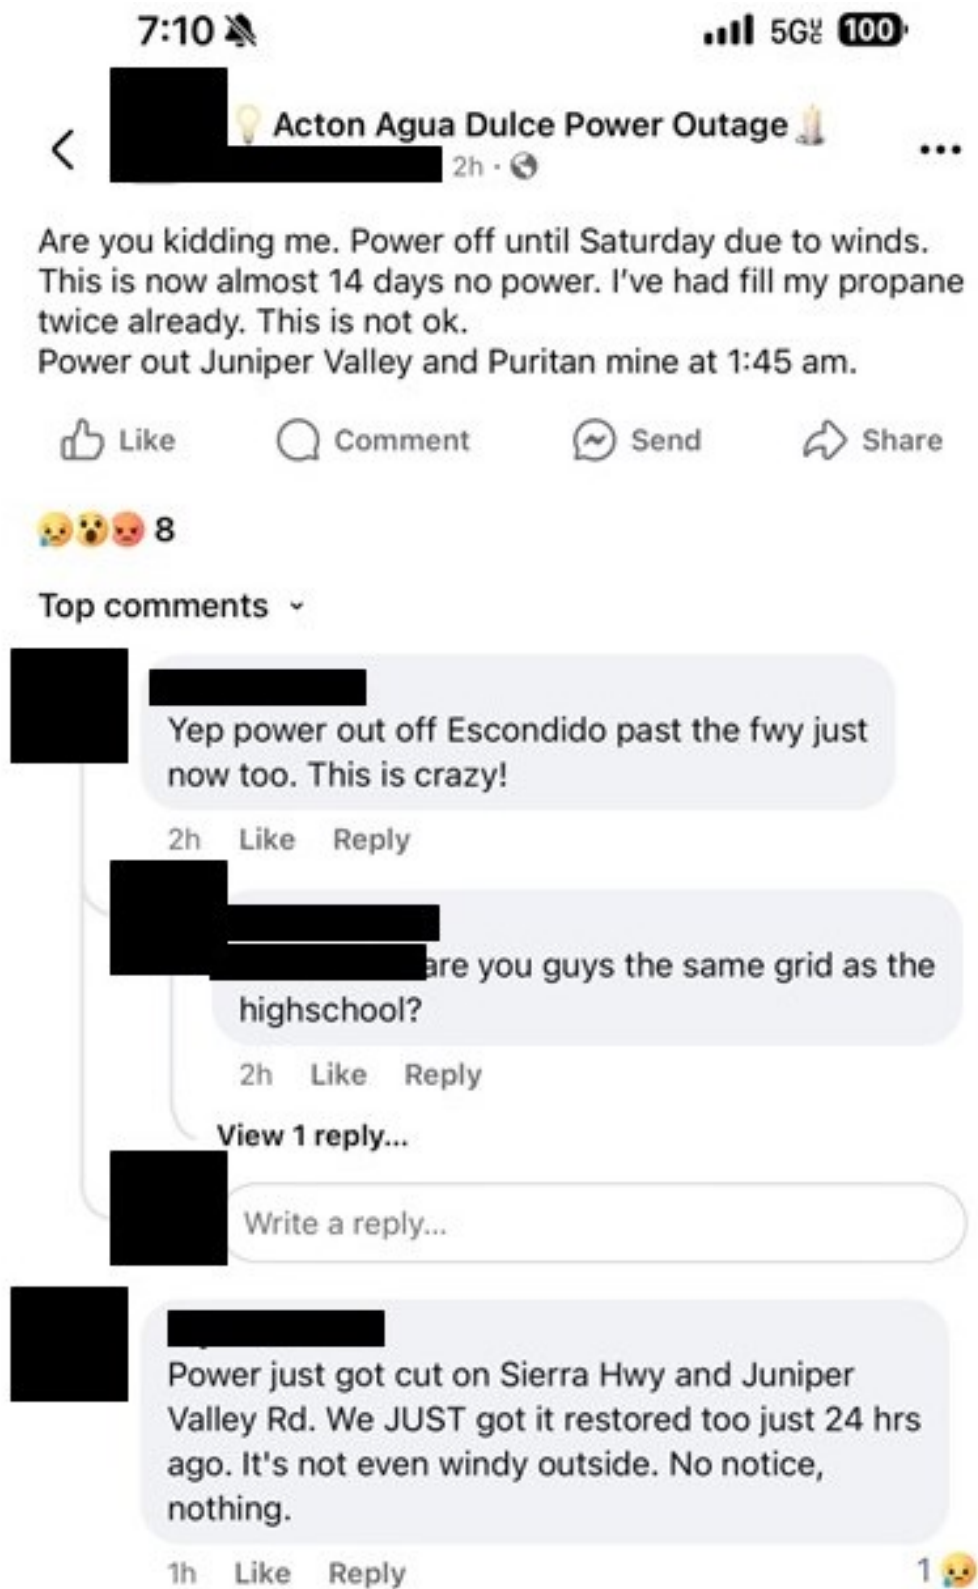 7:10 5G 100
Acton Agua Dulce Power Outage
2h ·
Are you kidding me. Power off until Saturday due to winds.
This is now almost 14 days no power. I've had fill my propane
twice already. This is not ok.
Power out Juniper Valley and Puritan mine at 1:45 am.
Like Comment Send Share
8
Top comments
Yep power out off Escondido past the fwy just
now too. This is crazy!
2h Like Reply
are you guys the same grid as the
highschool?
2h Like Reply
View 1 reply...
Write a reply...
Power just got cut on Sierra Hwy and Juniper
Valley Rd. We JUST got it restored too just 24 hrs
ago. It's not even windy outside. No notice,
nothing.
1h Like Reply 1